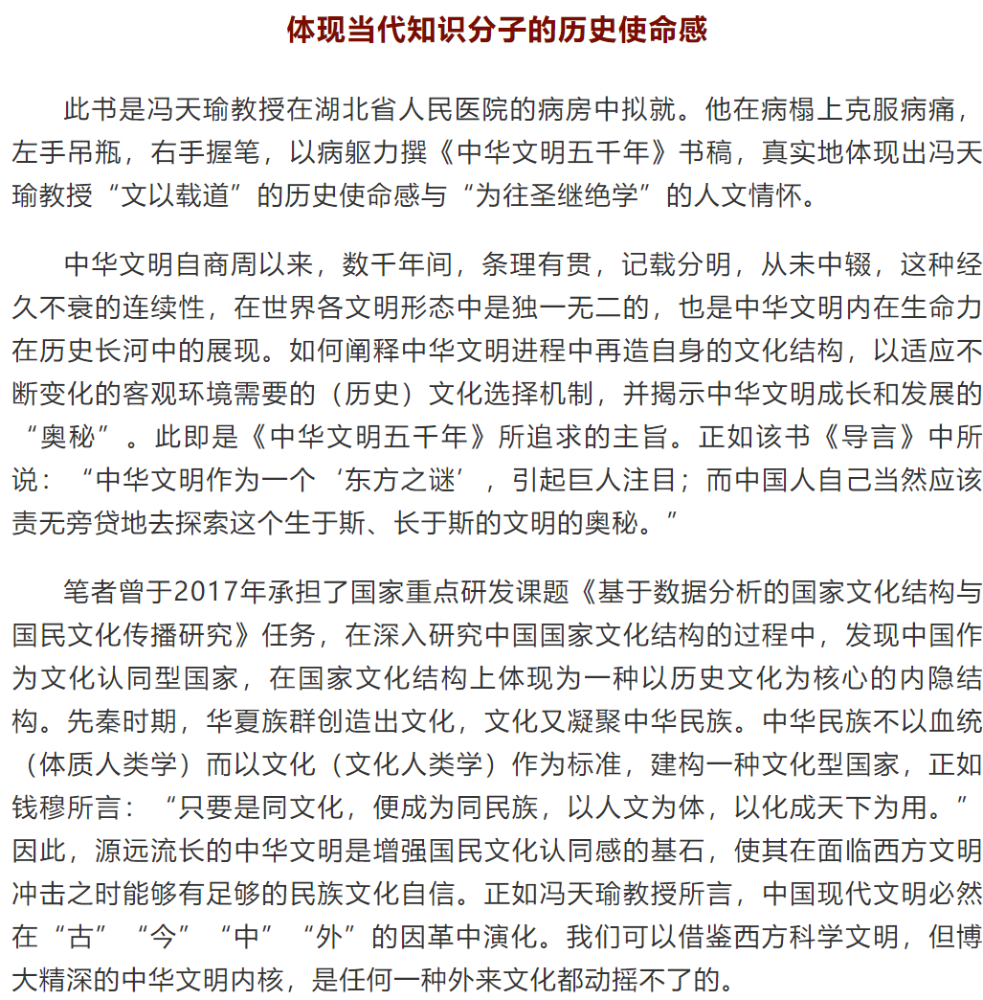 体现当代知识分子的历史使命感
此书是冯天瑜教授在湖北省人民医院的病房中拟就。他在病榻上克服病痛，
左手吊瓶，右手握笔，以病躯力撰《中华文明五千年》书稿，真实地体现出冯天
瑜教授“文以载道”的历史使命感与“为往圣继绝学”的人文情怀。
中华文明自商周以来，数千年间，条理有贯，记载分明，从未中辍，这种经
久不衰的连续性，在世界各文明形态中是独一无二的，也是中华文明内在生命力
在历史长河中的展现。如何阐释中华文明进程中再造自身的文化结构，以适应不
断变化的客观环境需要的（历史）文化选择机制，并揭示中华文明成长和发展的
“奥秘”。此即是《中华文明五千年》所追求的主旨。正如该书《导言》中所
说：“中华文明作为一个‘东方之谜’，引起巨人注目；而中国人自己当然应该
责无旁贷地去探索这个生于斯、长于斯的文明的奥秘。”
笔者曾于2017年承担了国家重点研发课题《基于数据分析的国家文化结构与
国民文化传播研究》任务，在深入研究中国国家文化结构的过程中，发现中国作
为文化认同型国家，在国家文化结构上体现为一种以历史文化为核心的内隐结
构。先秦时期，华夏族群创造出文化，文化又凝聚中华民族。中华民族不以血统
（体质人类学）而以文化（文化人类学）作为标准，建构一种文化型国家，正如
钱穆所言：“只要是同文化，便成为同民族，以人文为体，以化成天下为用。”
因此，源远流长的中华文明是增强国民文化认同感的基石，使其在面临西方文明
冲击之时能够有足够的民族文化自信。正如冯天瑜教授所言，中国现代文明必然
在“古”“今”“中”“外”的因革中演化。我们可以借鉴西方科学文明，但博
大精深的中华文明内核，是任何一种外来文化都动摇不了的。